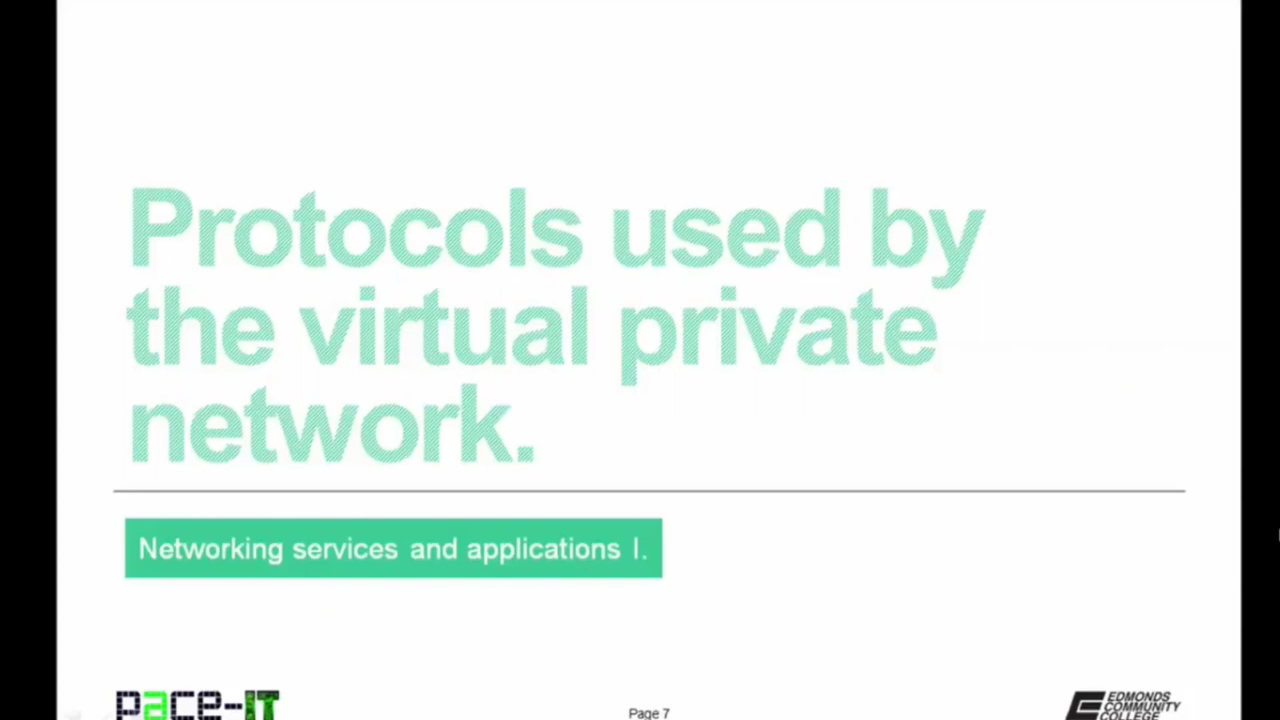 Protocols used by
the virtual private
network.
Networking services and applications I.
PACE-IT
Page 7
EDMONDS
COMMUNITY
COLLEGE